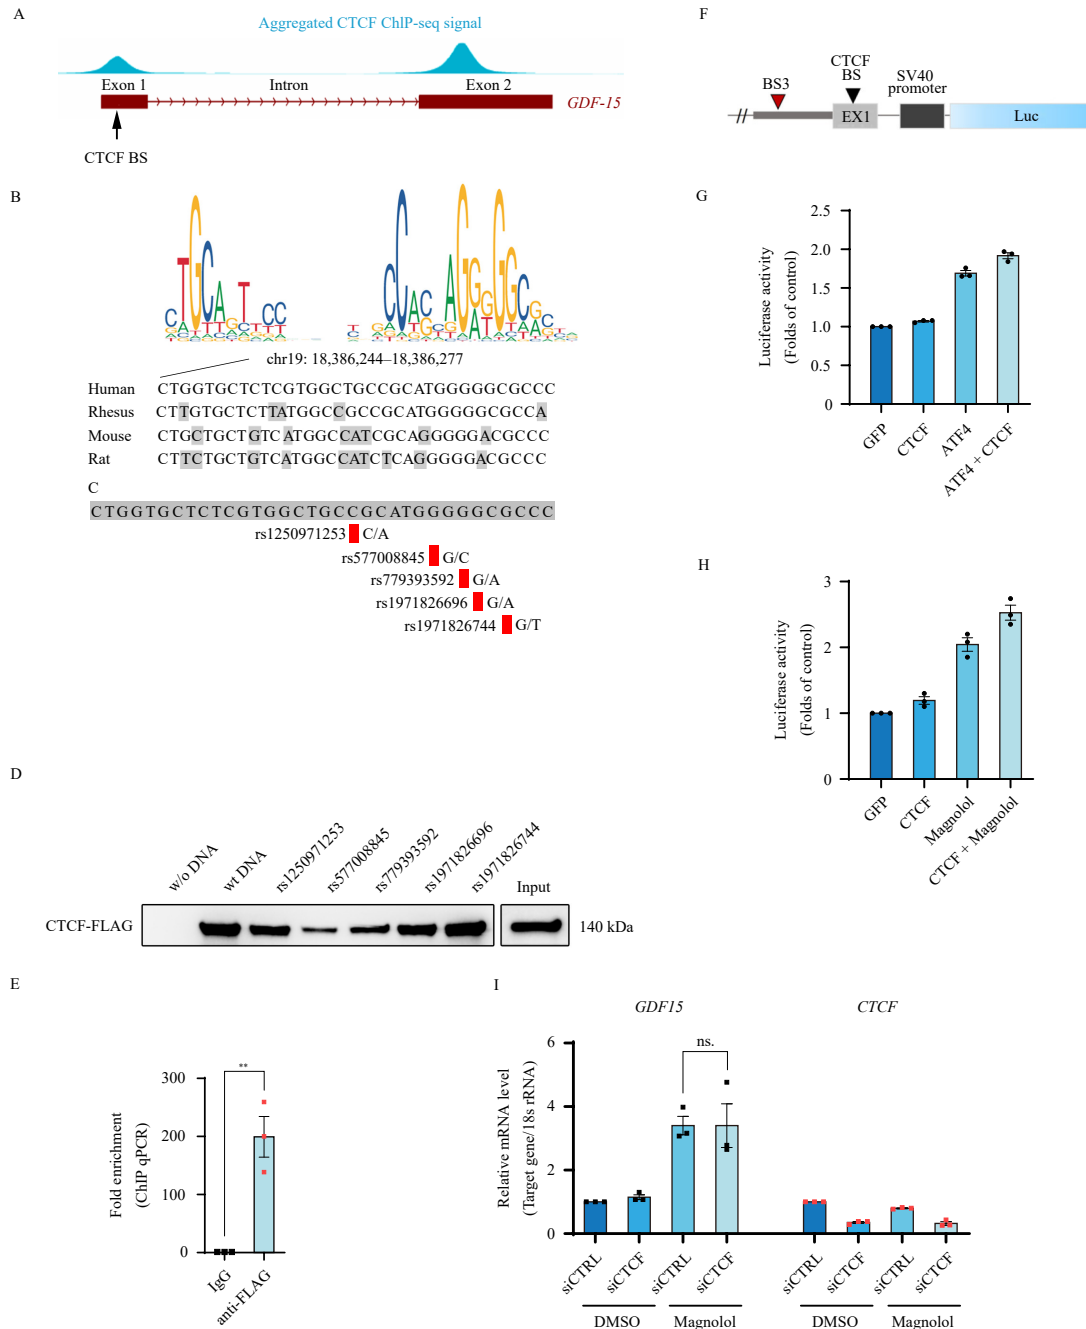 A
Aggregated CTCF ChIP-seq signal
Exon 1
Intron
Exon 2
GDF-15
CTCF BS
B
chr19: 18,386,244–18,386,277
Human CTGGTGCTCTCGTGGCTGCCGCATGGGGGCGCCC
Rhesus CTTGTGCTCTTATGGCCGCCGCATGGGGGCGCCA
Mouse CTGCTGCTGTCATGGCCATCGCAGGGGGACGCCC
Rat CTTCTGCTGTCATGGCCATCTCAGGGGGACGCCC
C
CTGGTGCTCTCGTGGCTGCCGCATGGGGGCGCCC
rs1250971253 C/A
rs577008845 G/C
rs779393592 G/A
rs1971826696 G/A
rs1971826744 G/T
D
w/o DNA
wt DNA
rs1250971253
rs577008845
rs779393592
rs1971826696
rs1971826744
Input
CTCF-FLAG
140 kDa
E
**
Fold enrichment
(ChIP qPCR)
300
200
100
0
IgG
anti-FLAG
F
BS3
CTCF
BS
SV40
promoter
EX1
Luc
G
Luciferase activity
(Folds of control)
2.5
2.0
1.5
1.0
0.5
0
GFP
CTCF
ATF4
ATF4 + CTCF
H
Luciferase activity
(Folds of control)
3
2
1
0
GFP
CTCF
Magnolol
CTCF + Magnolol
I
GDF15
CTCF
ns.
Relative mRNA level
(Target gene/18s rRNA)
6
4
2
0
siCTRL
siCTCF
siCTRL
siCTCF
siCTRL
siCTCF
siCTRL
siCTCF
DMSO
Magnolol
DMSO
Magnolol